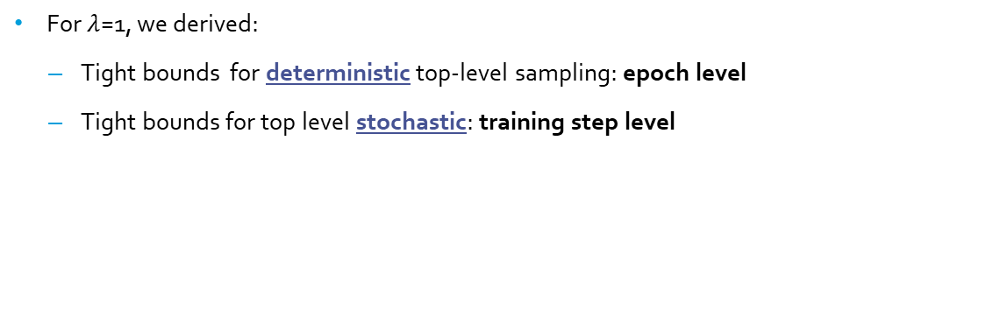 • For λ=1, we derived:
– Tight bounds for deterministic top-level sampling: epoch level
– Tight bounds for top level stochastic: training step level